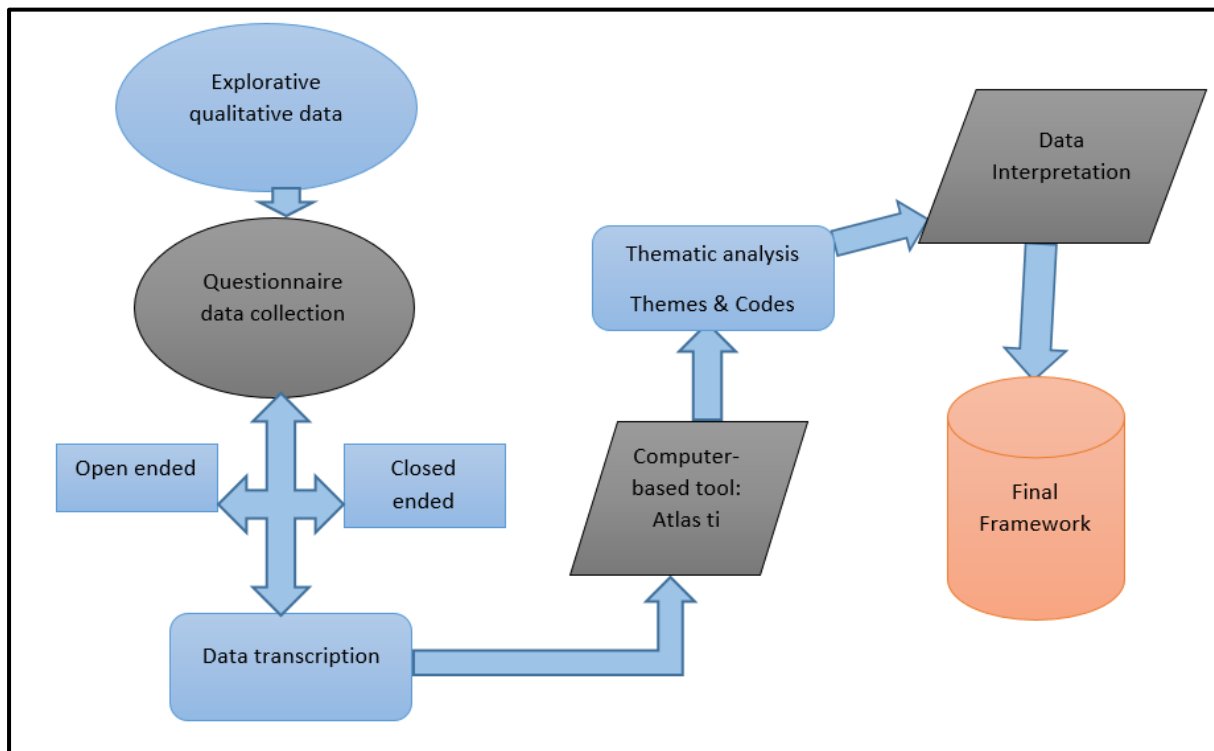 Explorative
qualitative data
Questionnaire
data collection
Open ended
Closed
ended
Data transcription
Computer-
based tool:
Atlas ti
Thematic analysis
Themes & Codes
Data
Interpretation
Final
Framework